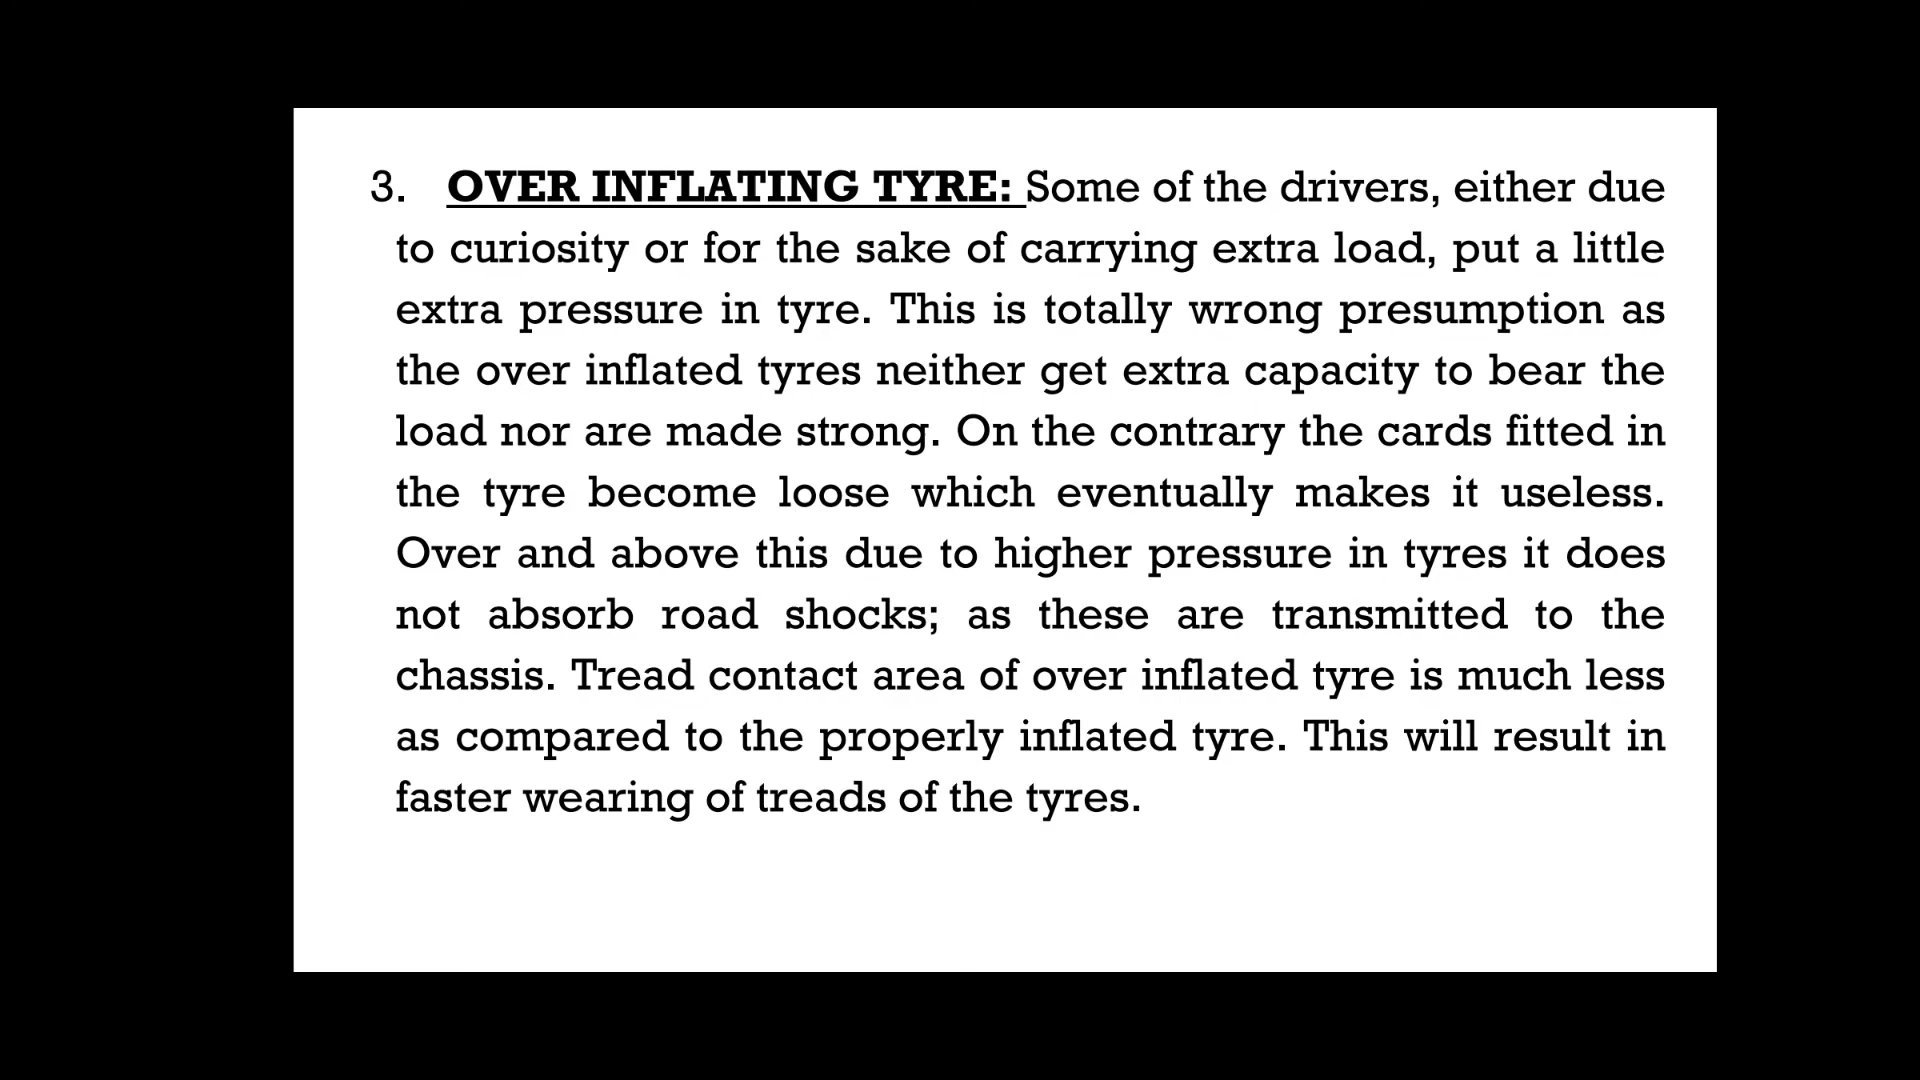 3. OVER INFLATING TYRE: Some of the drivers, either due
to curiosity or for the sake of carrying extra load, put a little
extra pressure in tyre. This is totally wrong presumption as
the over inflated tyres neither get extra capacity to bear the
load nor are made strong. On the contrary the cards fitted in
the tyre become loose which eventually makes it useless.
Over and above this due to higher pressure in tyres it does
not absorb road shocks; as these are transmitted to the
chassis. Tread contact area of over inflated tyre is much less
as compared to the properly inflated tyre. This will result in
faster wearing of treads of the tyres.